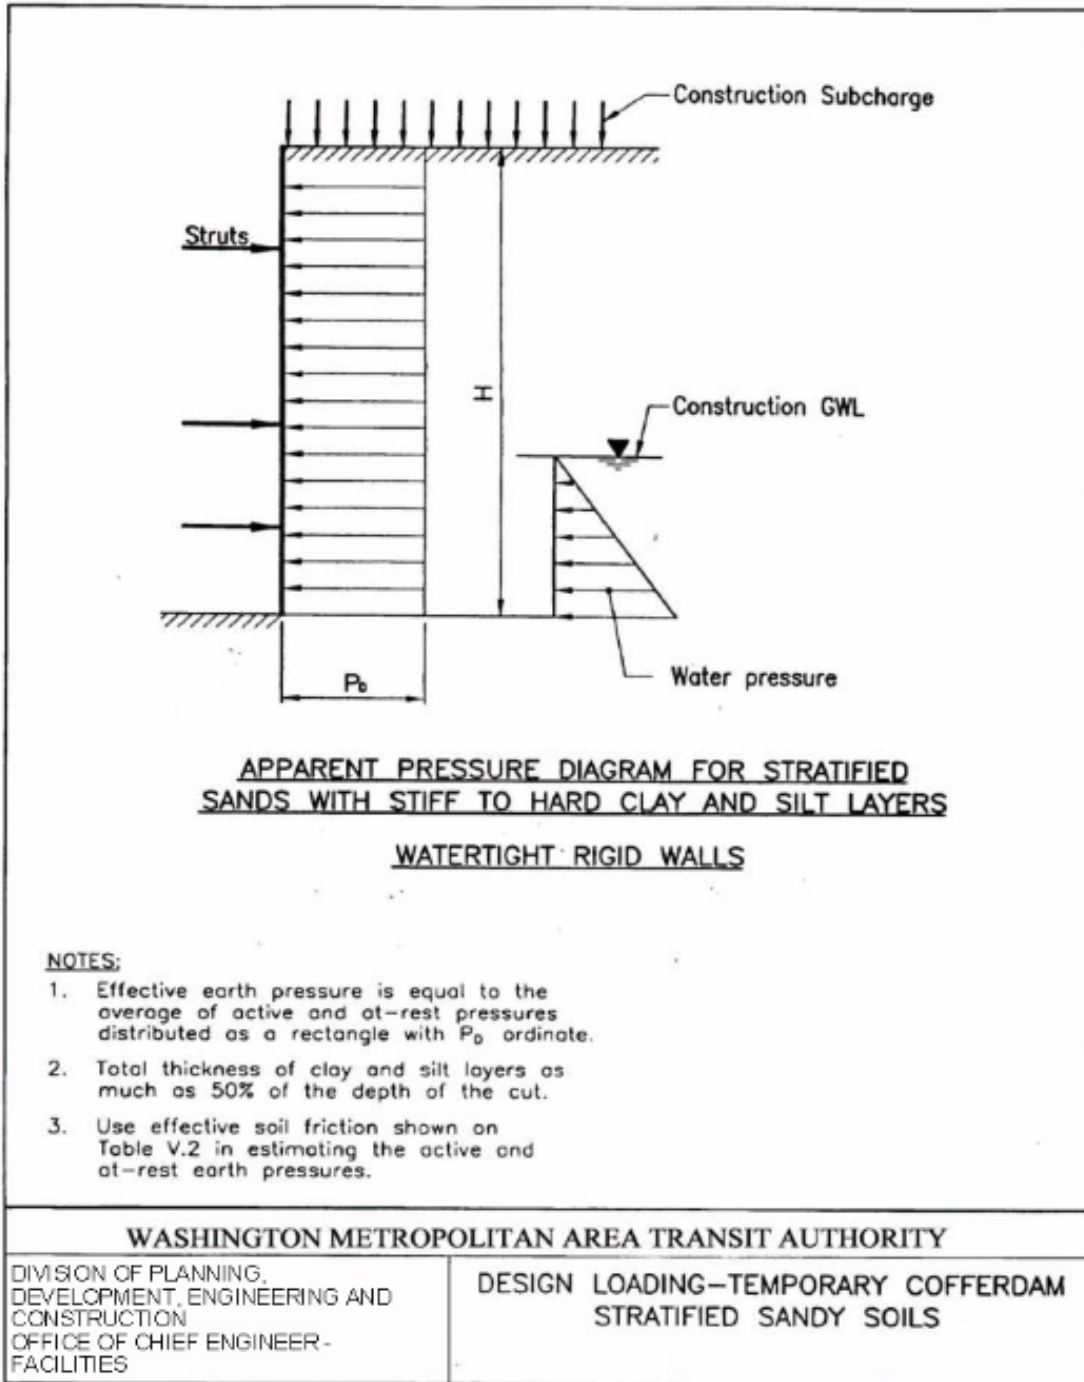 Construction Subcharge
Struts
H
Construction GWL
Water pressure
PD
APPARENT PRESSURE DIAGRAM FOR STRATIFIED
SANDS WITH STIFF TO HARD CLAY AND SILT LAYERS
WATERTIGHT RIGID WALLS
NOTES:
1. Effective earth pressure is equal to the
average of active and at-rest pressures
distributed as a rectangle with PD ordinate.
2. Total thickness of clay and silt layers as
much as 50% of the depth of the cut.
3. Use effective soil friction shown on
Table V.2 in estimating the active and
at-rest earth pressures.
WASHINGTON METROPOLITAN AREA TRANSIT AUTHORITY
DIVISION OF PLANNING,
DEVELOPMENT, ENGINEERING AND
CONSTRUCTION
OFFICE OF CHIEF ENGINEER -
FACILITIES
DESIGN LOADING-TEMPORARY COFFERDAM
STRATIFIED SANDY SOILS